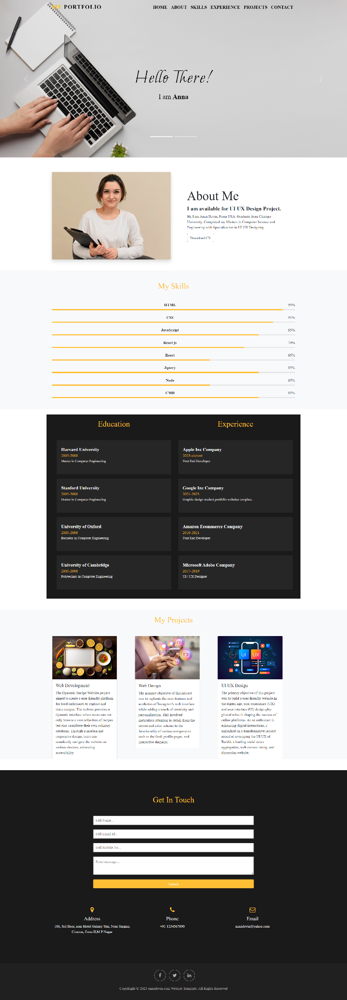 MY PORTFOLIO
HOME ABOUT SKILLS EXPERIENCE PROJECTS CONTACT
Hello There!
I am Anna
About Me
I am available for UI UX Design Project.
Hi, I am Anna Devin, From USA. Graduate from Chicago
University. Completed my Masters in Computer Science and
Engineering with Specialization in UI UX Designing.
Download CV
My Skills
HTML 95%
CSS 91%
JavaScript 85%
React js 79%
React 65%
Jquery 85%
Node 65%
CMD 85%
Education
Harvard University
2005-2008
Master in Computer Engineering
Stanford University
2005-2008
Doctor in Computer Engineering
University of Oxford
2005-2008
Bachelor in Computer Engineering
University of Cambridge
2005-2008
Polytechnic in Computer Engineering
Experience
Apple Inc Company
2023-current
Font End Developer
Google Inc Company
2021-2023
Graphic design student portfolio websites template.
Amazon Ecommerce Company
2019-2021
Font End Developer
Microsoft Adobe Company
2017-2019
UI / UX Designer
My Projects
Web Development
The Dynamic Recipe Website project
aimed to create a user-friendly platform
for food enthusiasts to explore and
share recipes. The website provides a
dynamic interface where users can not
only browse a vast collection of recipes
but also contribute their own culinary
creations. Through a modern and
responsive design, users can
seamlessly navigate the website on
various devices, enhancing
accessibility.
Web Design
The primary objective of this project
was to replicate the core features and
aesthetics of Instagram's web interface
while adding a touch of creativity and
personalization. This involved
meticulous attention to detail, from the
layout and color scheme to the
functionality of various components
such as the feed, profile pages, and
interactive elements.
UI UX
UI UX Design
The primary objective of this project
was to build a user-friendly website.In
the digital age, user experience (UX)
and user interface (UI) design play
pivotal roles in shaping the success of
online platforms. As an enthusiast in
enhancing digital interactions, I
embarked on a transformative project
aimed at revamping the UI/UX of
Reddit, a leading social news
aggregation, web content rating, and
discussion website.
Get In Touch
Full Name...
Full Email Id...
Full Mobile No...
Enter message...
Submit
Address
186, 3rd floor, near Hotel Galaxy Star, Near Sargam
Cinema, Zone-II,M P Nagar
Phone
+91 1234567890
Email
annadevin@yahoo.com
CopyRight © 2023 annadevin.com Website Template. All Rights Reserved